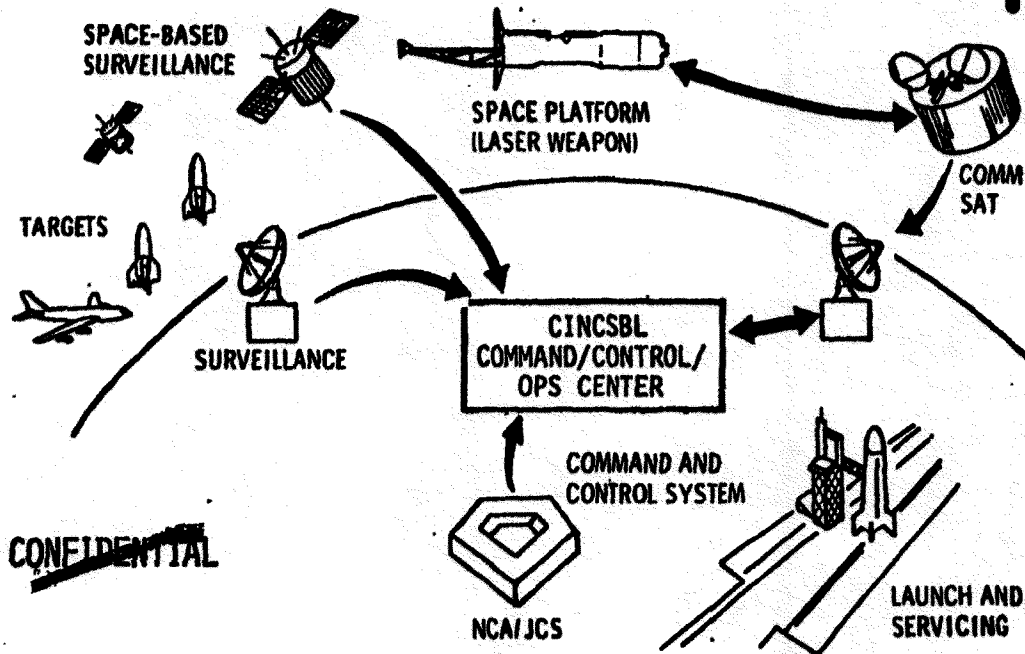 SPACE-BASED
SURVEILLANCE
SPACE PLATFORM
(LASER WEAPON)
COMM
SAT
TARGETS
SURVEILLANCE
CINCSBL
COMMAND/CONTROL/
OPS CENTER
COMMAND AND
CONTROL SYSTEM
CONFIDENTIAL
NCA/JCS
LAUNCH AND
SERVICING